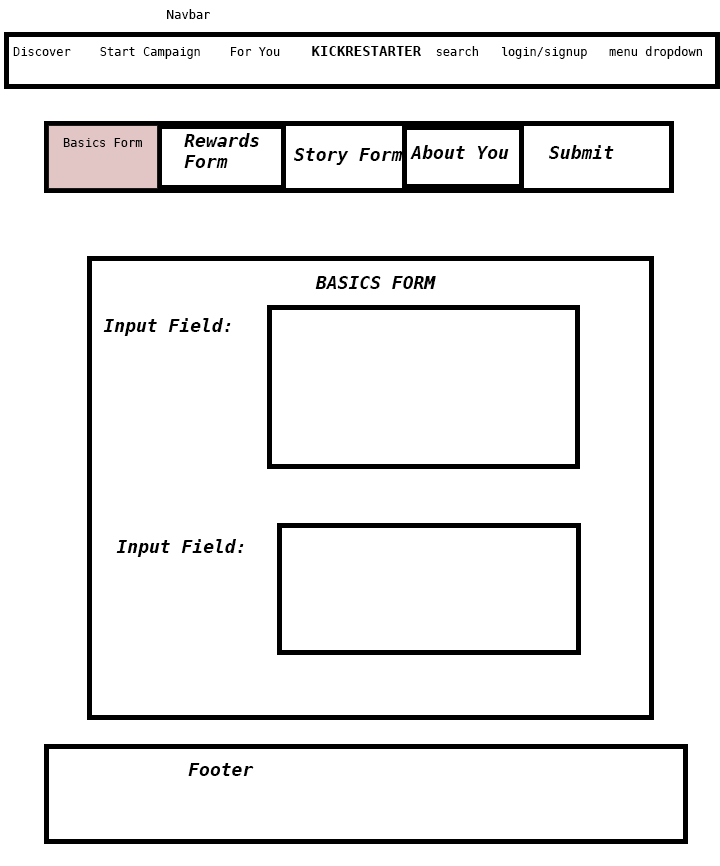 Navbar
Discover Start Campaign For You KICKRESTARTER search login/signup menu dropdown
Basics Form
Rewards
Form
Story Form
About You
Submit
BASICS FORM
Input Field:
Input Field:
Footer